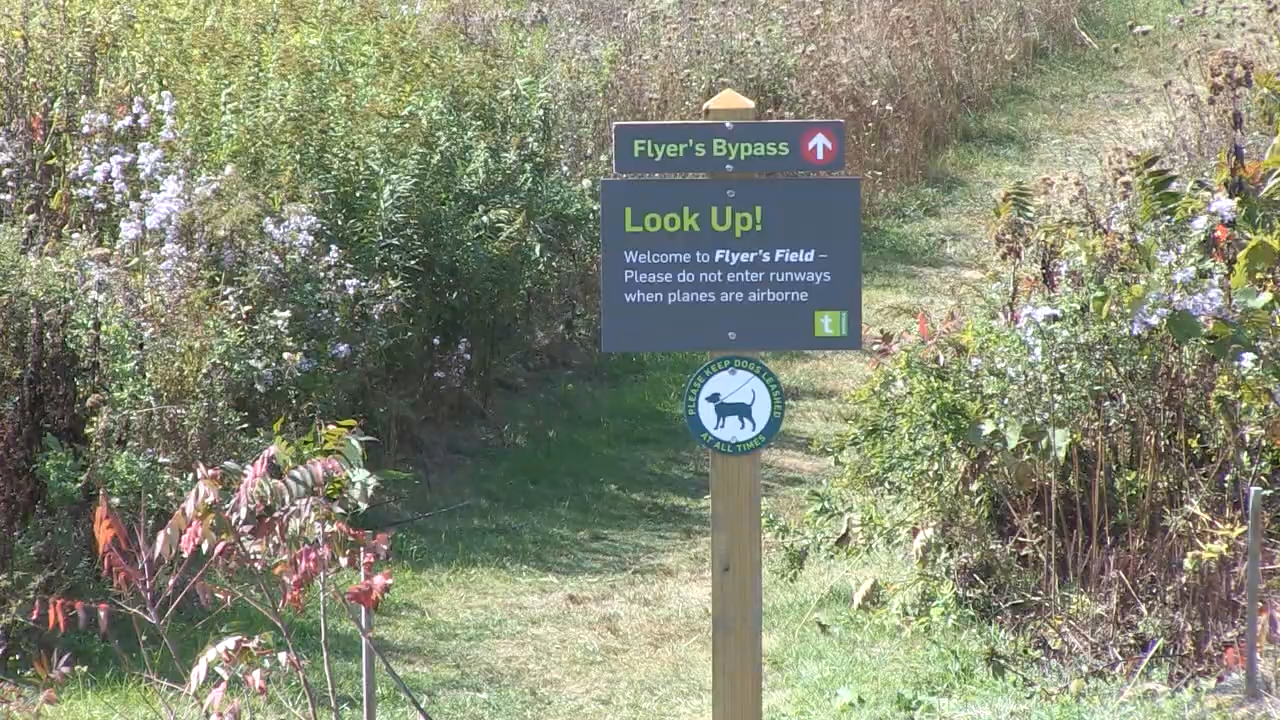 Flyer's Bypass
Look Up!
Welcome to Flyer's Field –
Please do not enter runways
when planes are airborne
t
PLEASE KEEP DOGS LEASHED
AT ALL TIMES